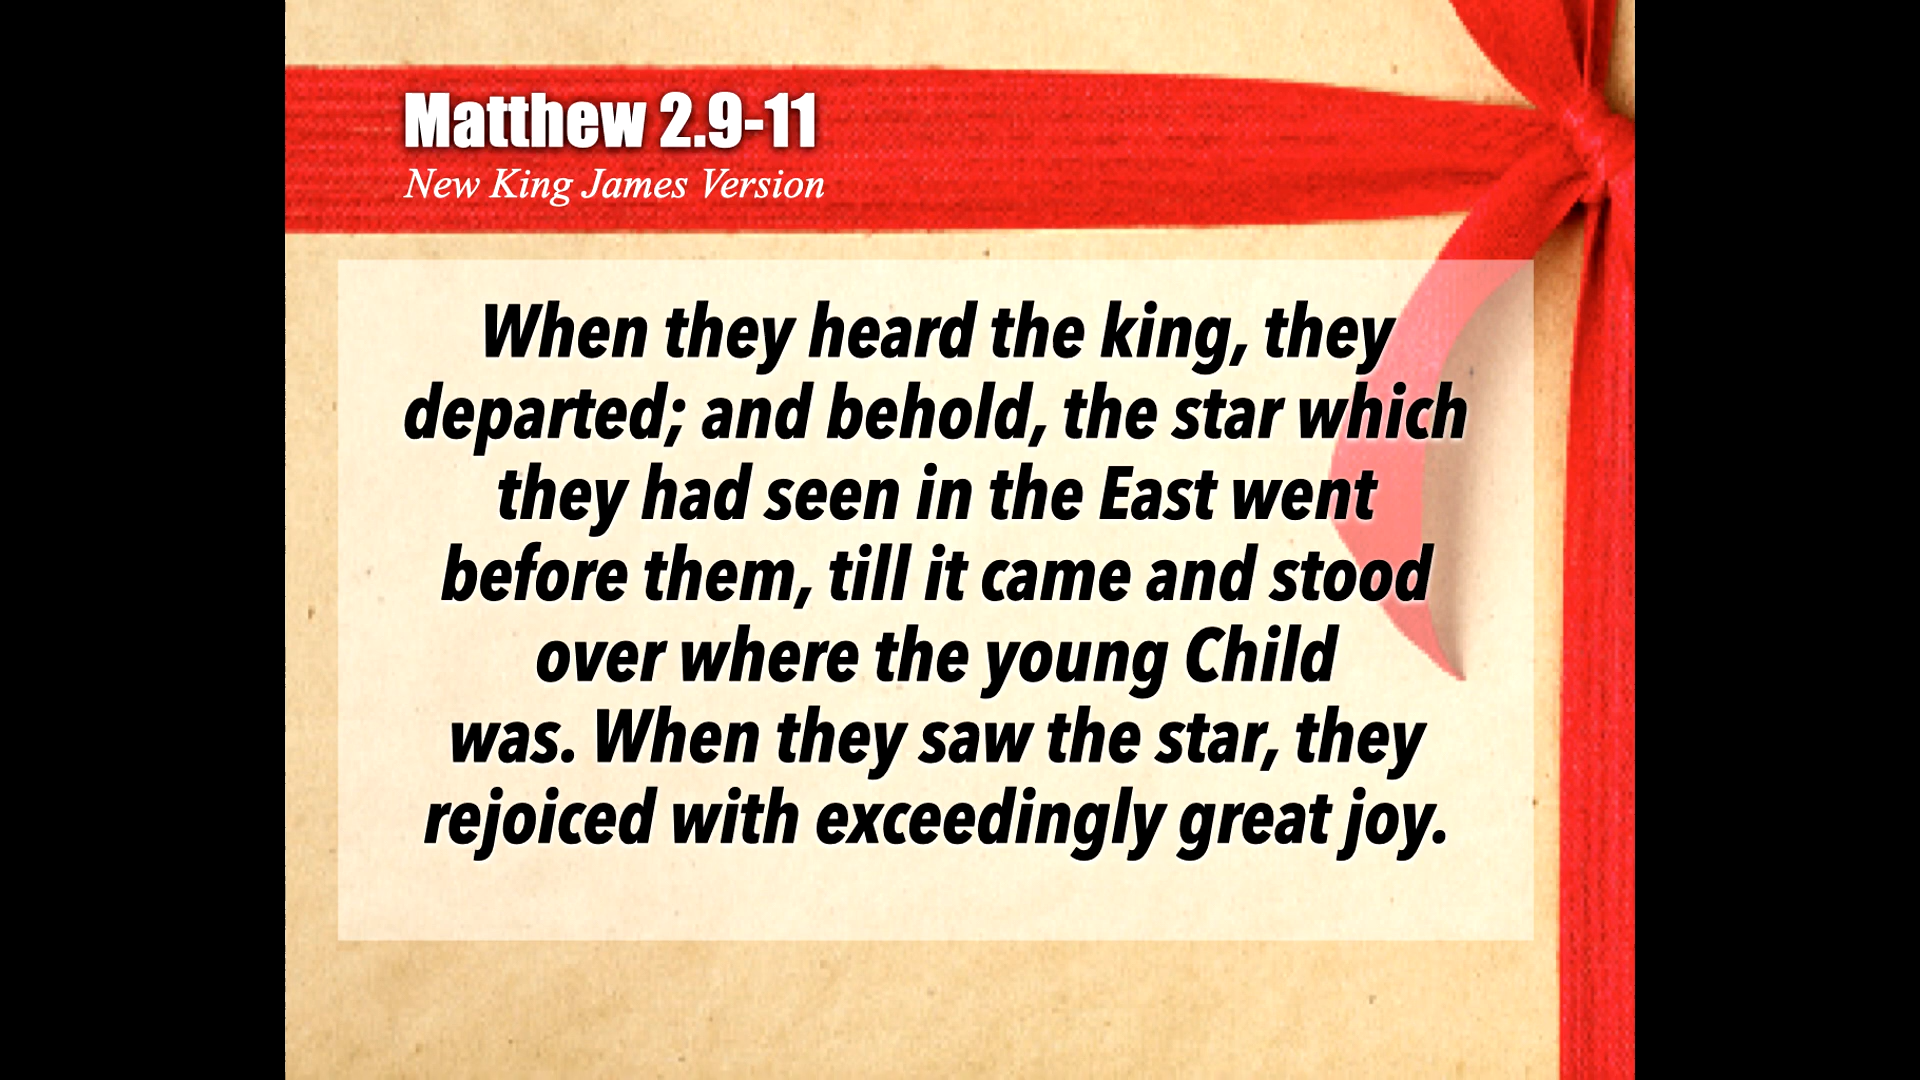 Matthew 2.9-11
New King James Version
When they heard the king, they
departed; and behold, the star which
they had seen in the East went
before them, till it came and stood
over where the young Child
was. When they saw the star, they
rejoiced with exceedingly great joy.